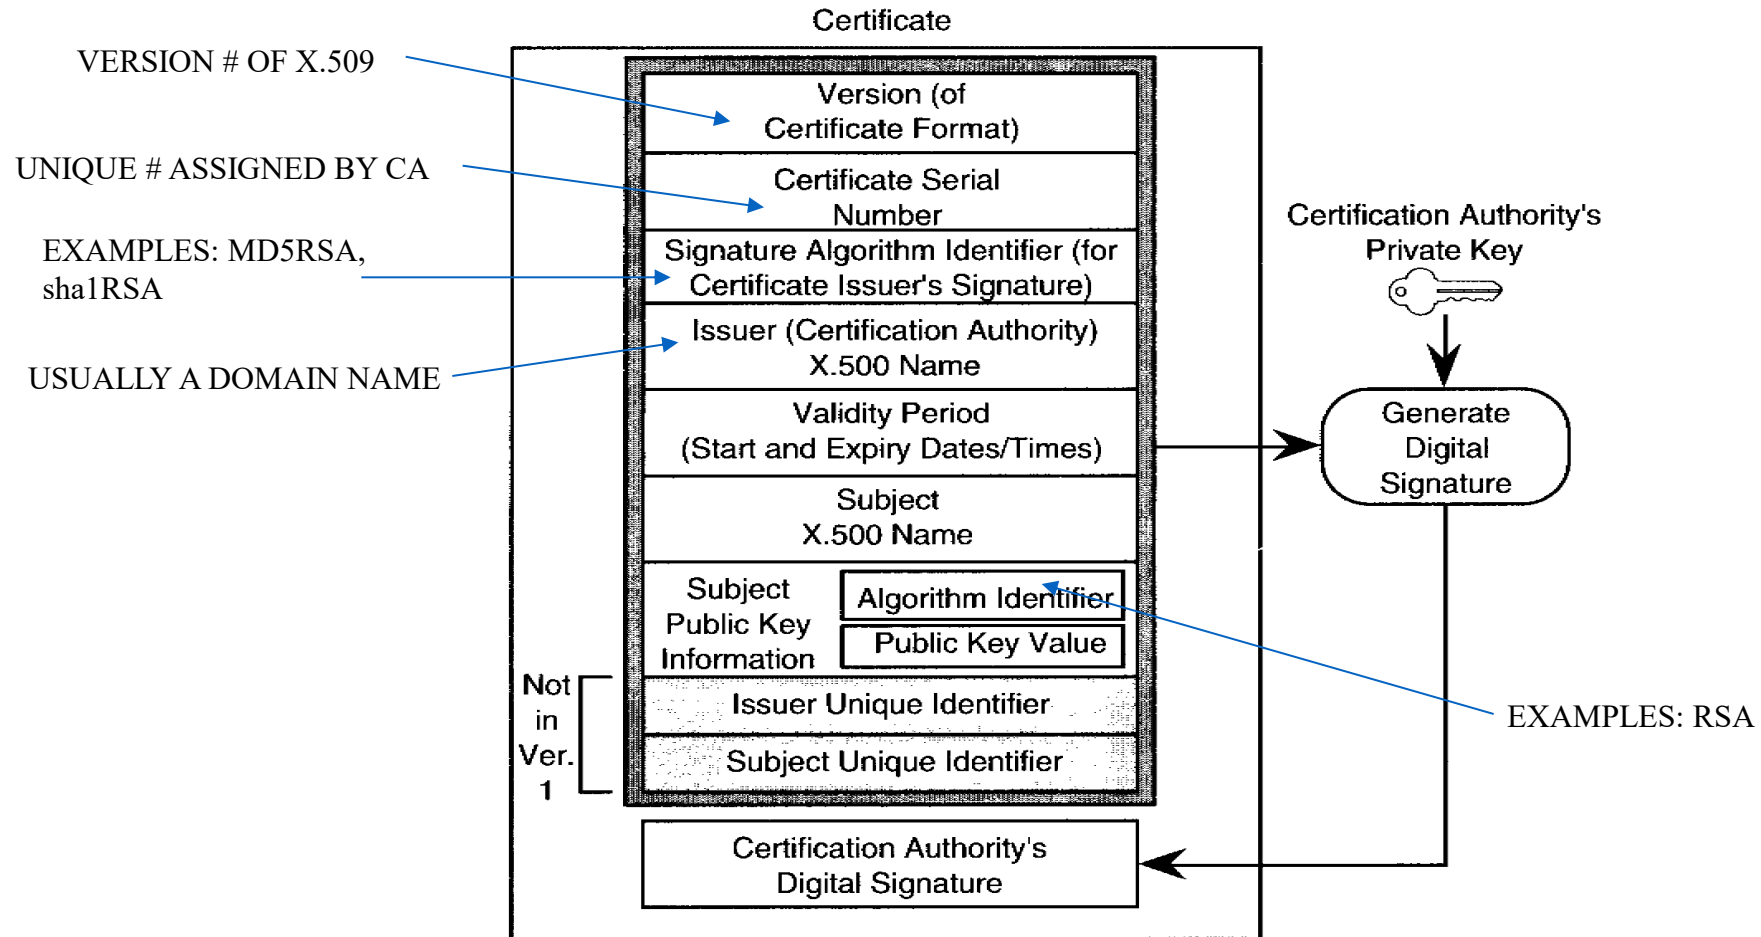 Certificate
VERSION # OF X.509
Version (of
Certificate Format)
UNIQUE # ASSIGNED BY CA
Certificate Serial
Number
EXAMPLES: MD5RSA,
sha1RSA
Signature Algorithm Identifier (for
Certificate Issuer's Signature)
USUALLY A DOMAIN NAME
Issuer (Certification Authority)
X.500 Name
Validity Period
(Start and Expiry Dates/Times)
Subject
X.500 Name
Subject
Public Key
Information
Algorithm Identifier
Public Key Value
EXAMPLES: RSA
Not
in
Ver.
1
Issuer Unique Identifier
Subject Unique Identifier
Certification Authority's
Digital Signature
Certification Authority's
Private Key
Generate
Digital
Signature